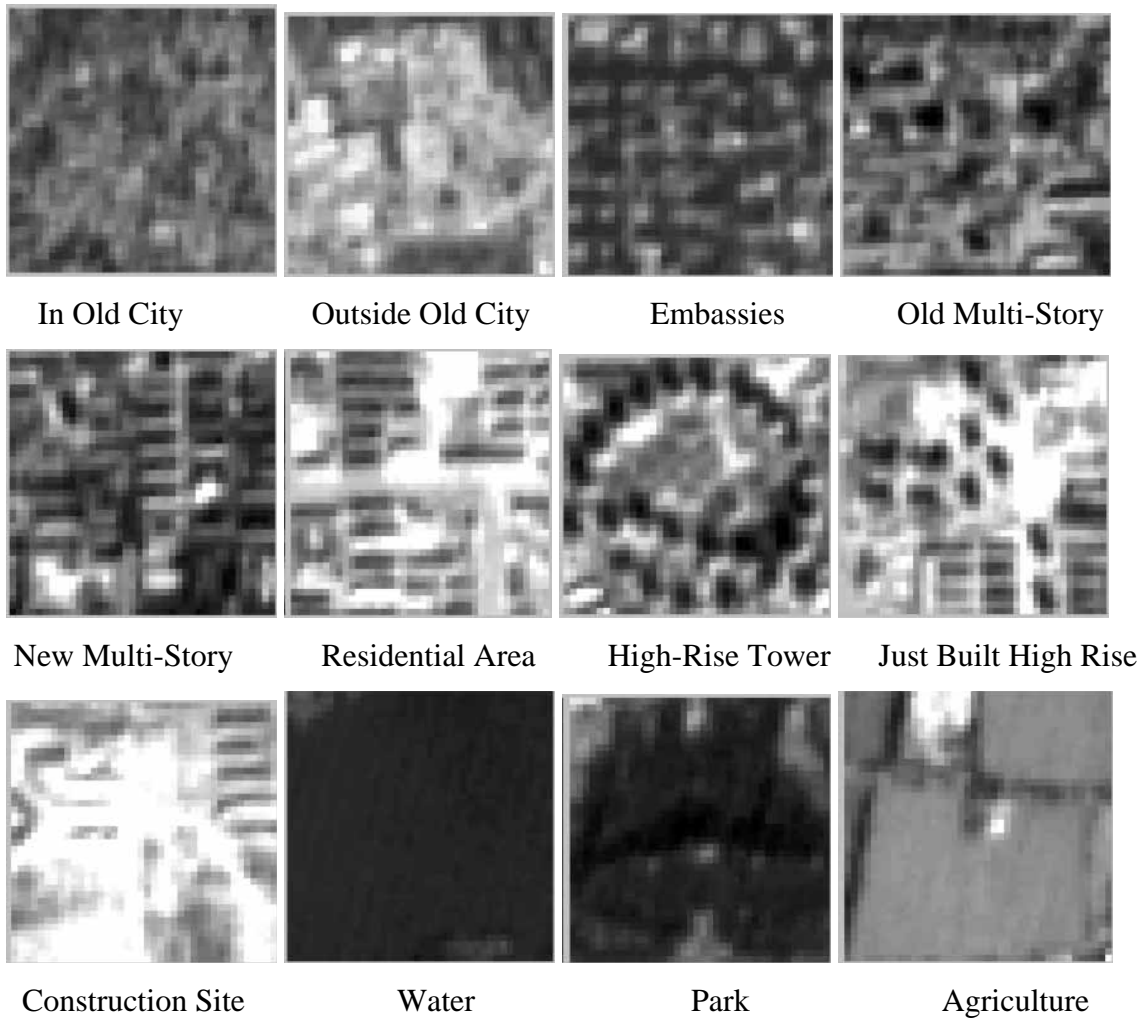 In Old City Outside Old City Embassies Old Multi-Story
New Multi-Story Residential Area High-Rise Tower Just Built High Rise
Construction Site Water Park Agriculture